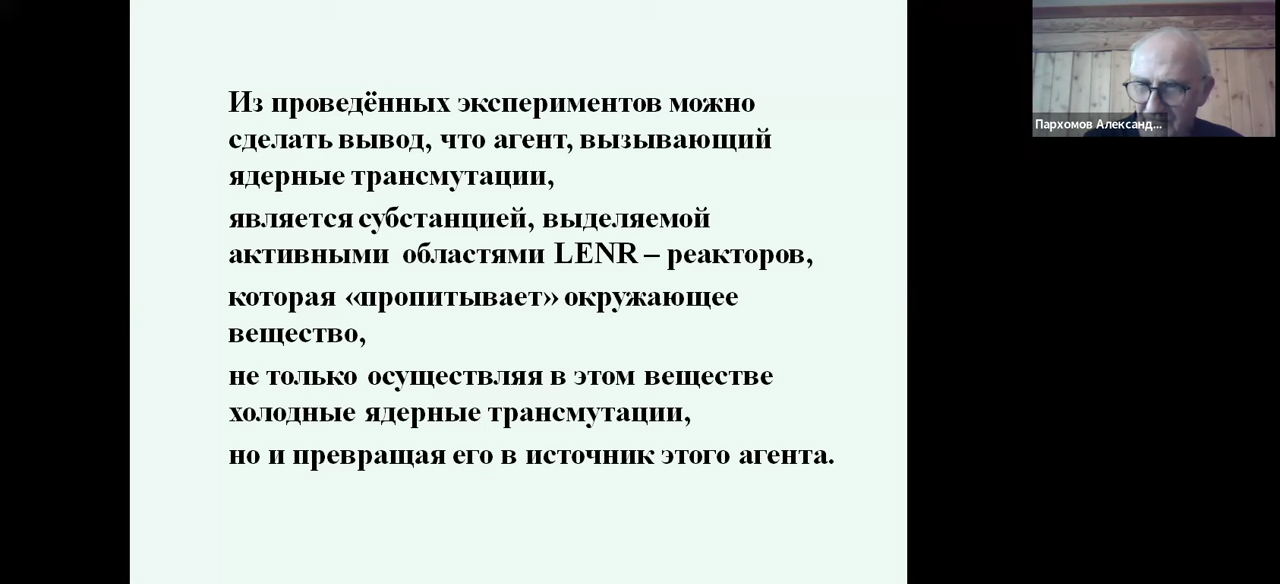 Из проведённых экспериментов можно
сделать вывод, что агент, вызывающий
ядерные трансмутации,
является субстанцией, выделяемой
активными областями LENR – реакторов,
которая «пропитывает» окружающее
вещество,
не только осуществляя в этом веществе
холодные ядерные трансмутации,
но и превращая его в источник этого агента.
Пархомов Александ...